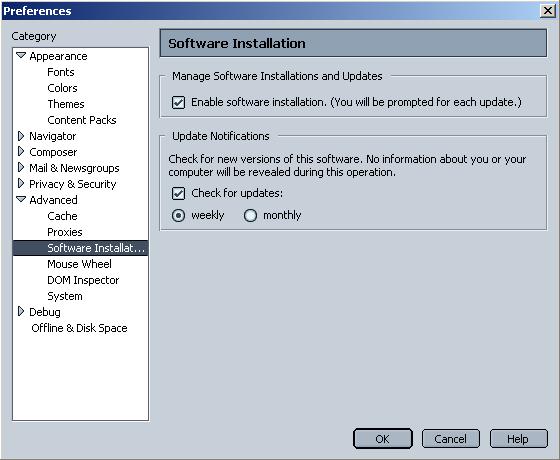 Preferences
Category
Appearance
Fonts
Colors
Themes
Content Packs
Navigator
Composer
Mail & Newsgroups
Privacy & Security
Advanced
Cache
Proxies
Software Installat...
Mouse Wheel
DOM Inspector
System
Debug
Offline & Disk Space
Software Installation
Manage Software Installations and Updates
Enable software installation. (You will be prompted for each update.)
Update Notifications
Check for new versions of this software. No information about you or your
computer will be revealed during this operation.
Check for updates:
weekly monthly
OK Cancel Help